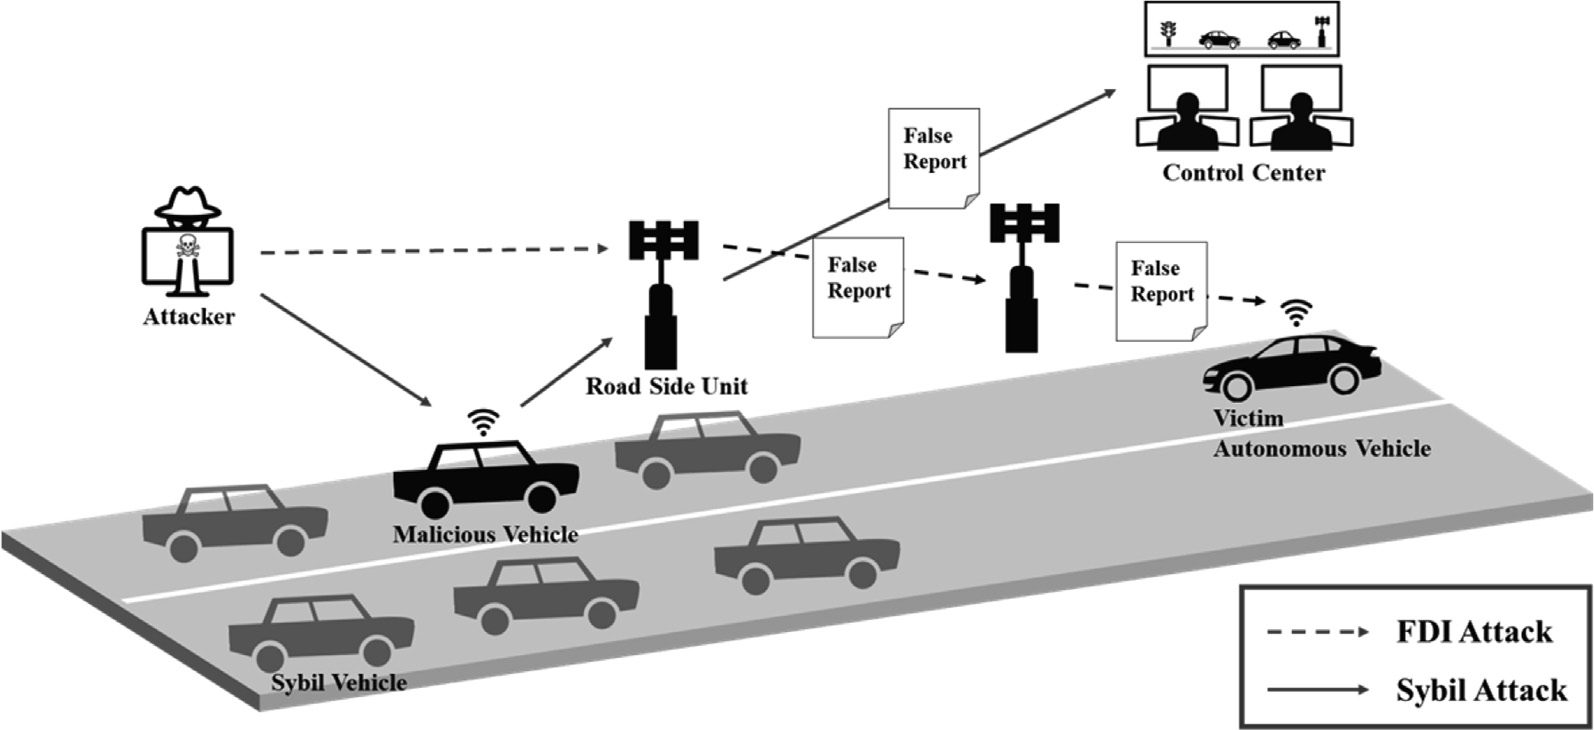 False
Report
Control Center
Attacker
False
Report
False
Report
Road Side Unit
Victim
Autonomous Vehicle
Malicious Vehicle
Sybil Vehicle
FDI Attack
Sybil Attack